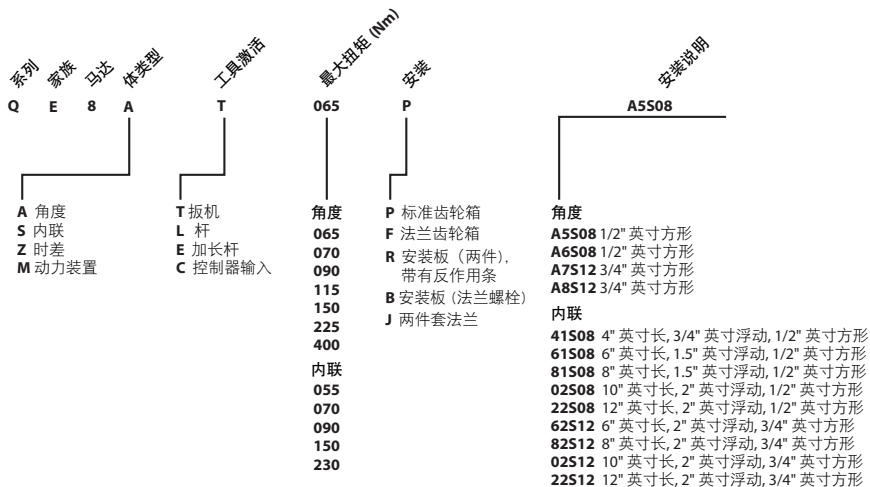 系列 家族 马达 体类型 工具激活 最大扭矩 (Nm) 安装 安装说明
Q E 8 A T 065 P A5S08
A 角度
S 内联
Z 时差
M 动力装置
T 扳机
L 杆
E 加长杆
C 控制器输入
角度
065
070
090
115
150
225
400
内联
055
070
090
150
230
P 标准齿轮箱
F 法兰齿轮箱
R 安装板（两件），
带有反作用条
B 安装板 (法兰螺栓)
J 两件套法兰
角度
A5S08 1/2" 英寸方形
A6S08 1/2" 英寸方形
A7S12 3/4" 英寸方形
A8S12 3/4" 英寸方形
内联
41S08 4" 英寸长, 3/4" 英寸浮动, 1/2" 英寸方形
61S08 6" 英寸长, 1.5" 英寸浮动, 1/2" 英寸方形
81S08 8" 英寸长, 1.5" 英寸浮动, 1/2" 英寸方形
02S08 10" 英寸长, 2" 英寸浮动, 1/2" 英寸方形
22S08 12" 英寸长, 2" 英寸浮动, 1/2" 英寸方形
62S12 6" 英寸长, 2" 英寸浮动, 3/4" 英寸方形
82S12 8" 英寸长, 2" 英寸浮动, 3/4" 英寸方形
02S12 10" 英寸长, 2" 英寸浮动, 3/4" 英寸方形
22S12 12" 英寸长, 2" 英寸浮动, 3/4" 英寸方形